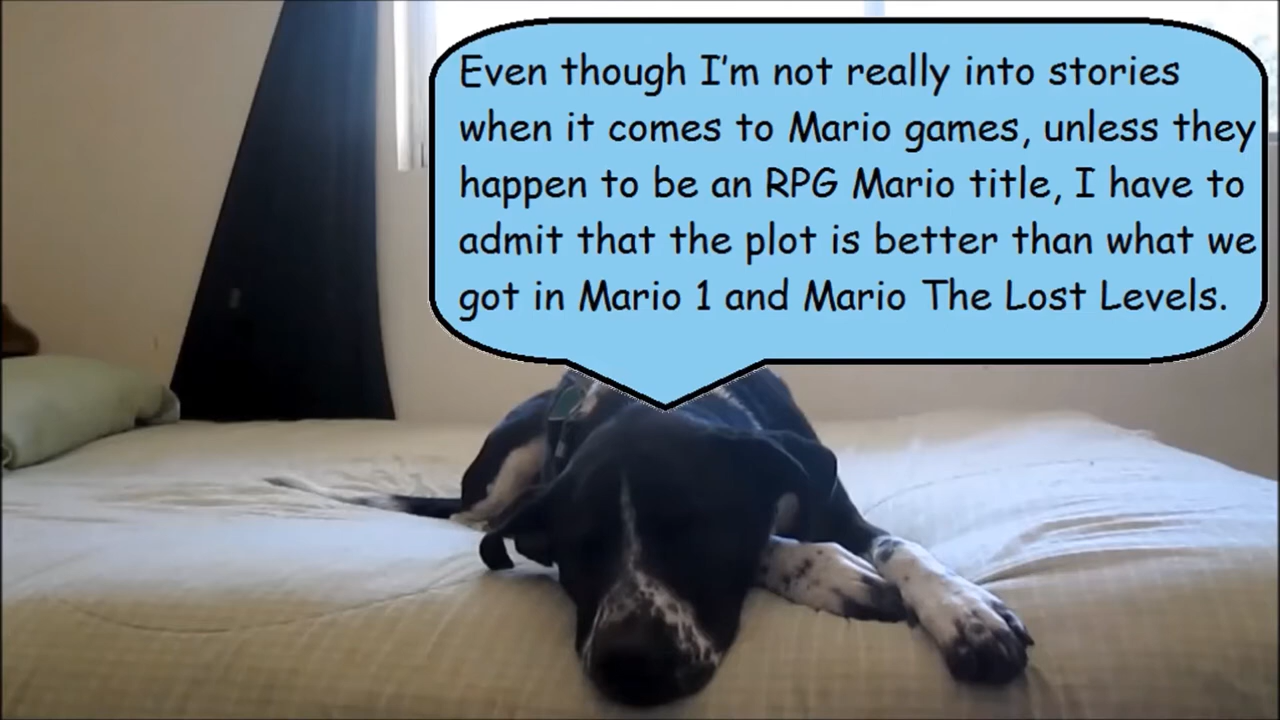 Even though I'm not really into stories
when it comes to Mario games, unless they
happen to be an RPG Mario title, I have to
admit that the plot is better than what we
got in Mario 1 and Mario The Lost Levels.